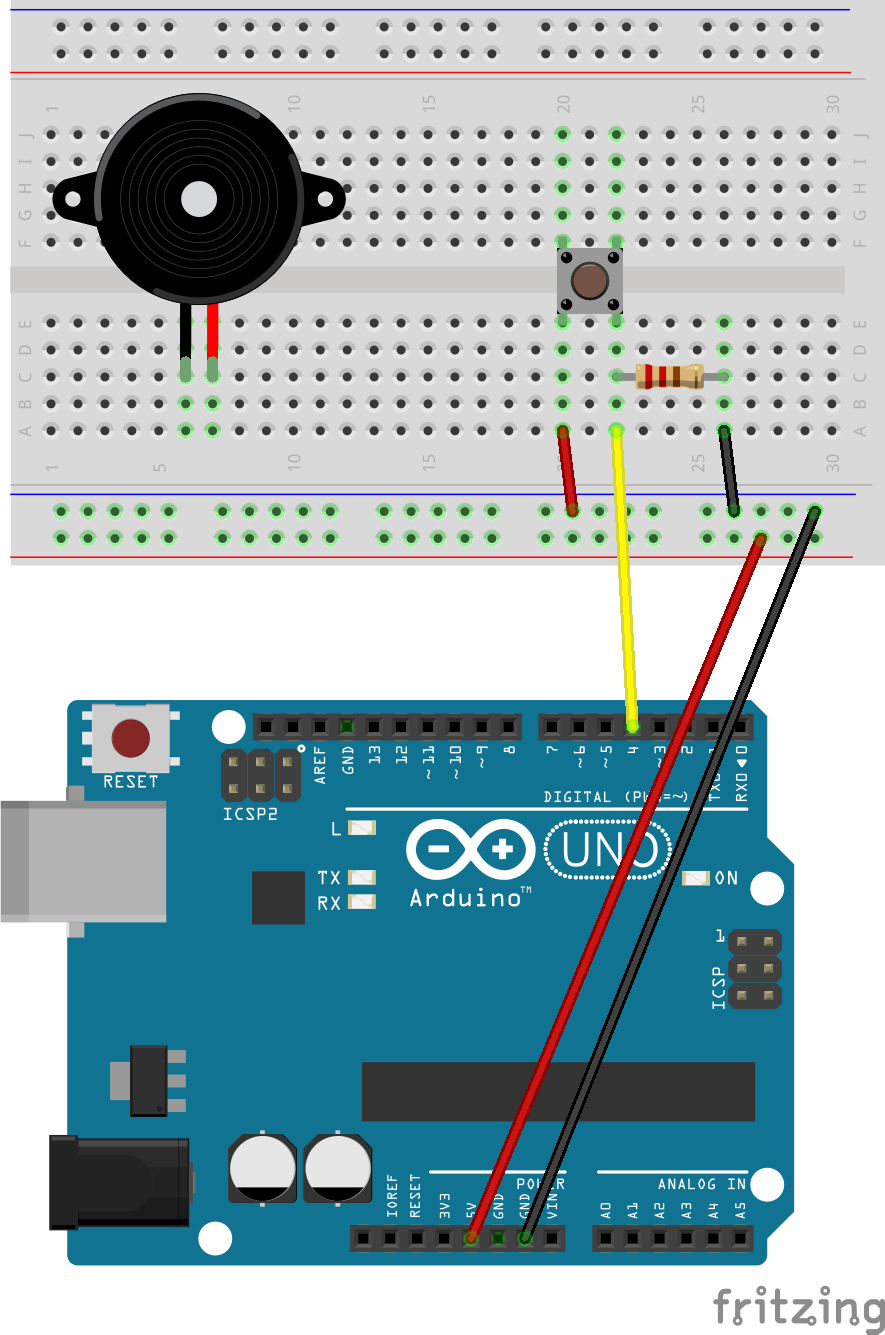 1 10 15 20 25 30
J J
I I
H H
G G
F F
E E
D D
C C
B B
A A
1 5 10 15 25 30
RESET
ICSP2
AREF GND 13 12 ~11 ~10 ~9 8 7 ~6 ~5 4 ~3 2 RX0◀0
DIGITAL (PWM=~)
L
TX
RX
UNO
Arduino™
ON
1
ICSP
POWER ANALOG IN
IOREF RESET 3V3 5V GND GND VIN A0 A1 A2 A3 A4 A5
fritzing